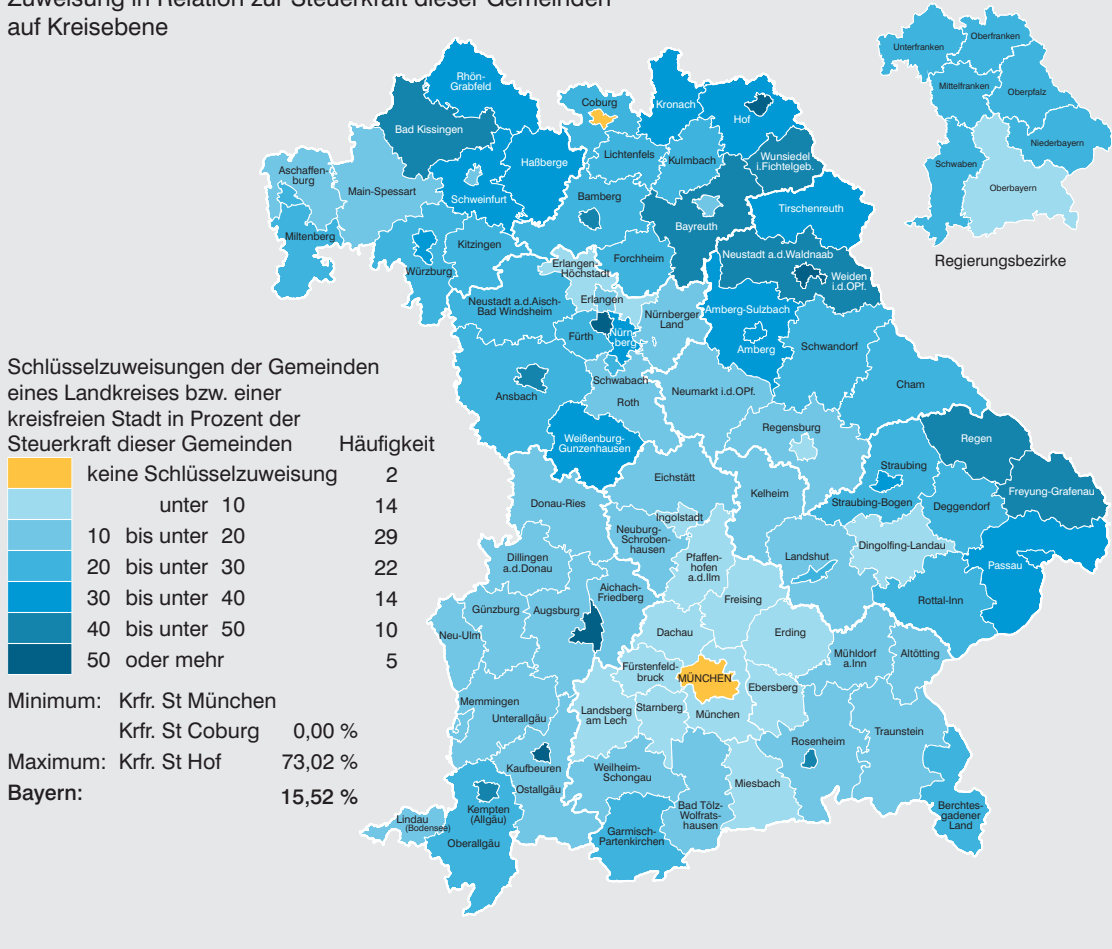 Zuweisung in Relation zur Steuerkraft dieser Gemeinden
auf Kreisebene
Unterfranken
Oberfranken
Mittelfranken
Oberpfalz
Niederbayern
Schwaben
Oberbayern
Regierungsbezirke
Rhön-
Grabfeld
Coburg
Kronach
Hof
Bad Kissingen
Haßberge
Lichtenfels
Kulmbach
Wunsiedel
i.Fichtelgeb.
Aschaffen-
burg
Main-Spessart
Schweinfurt
Bamberg
Bayreuth
Tirschenreuth
Miltenberg
Würzburg
Kitzingen
Erlangen-
Höchstadt
Forchheim
Neustadt a.d.Waldnaab
Weiden
i.d.OPf.
Neustadt a.d.Aisch-
Bad Windsheim
Erlangen
Fürth
Nürn-
berg
Nürnberger
Land
Amberg-Sulzbach
Amberg
Schwandorf
Ansbach
Schwabach
Roth
Neumarkt i.d.OPf.
Cham
Weißenburg-
Gunzenhausen
Regensburg
Regen
Eichstätt
Kelheim
Straubing
Straubing-Bogen
Deggendorf
Freyung-Grafenau
Donau-Ries
Ingolstadt
Neuburg-
Schroben-
hausen
Pfaffen-
hofen
a.d.Ilm
Landshut
Dingolfing-Landau
Passau
Dillingen
a.d.Donau
Aichach-
Friedberg
Freising
Rottal-Inn
Günzburg
Augsburg
Neu-Ulm
Dachau
Erding
Mühldorf
a.Inn
Altötting
Fürstenfeld-
bruck
MÜNCHEN
Ebersberg
Memmingen
Unterallgäu
Landsberg
am Lech
Starnberg
München
Rosenheim
Traunstein
Kaufbeuren
Ostallgäu
Weilheim-
Schongau
Miesbach
Bad Tölz-
Wolfrats-
hausen
Berchtes-
gadener
Land
Lindau
(Bodensee)
Kempten
(Allgäu)
Oberallgäu
Garmisch-
Partenkirchen
Schlüsselzuweisungen der Gemeinden
eines Landkreises bzw. einer
kreisfreien Stadt in Prozent der
Steuerkraft dieser Gemeinden Häufigkeit
keine Schlüsselzuweisung 2
unter 10 14
10 bis unter 20 29
20 bis unter 30 22
30 bis unter 40 14
40 bis unter 50 10
50 oder mehr 5
Minimum: Krfr. St München
Krfr. St Coburg 0,00 %
Maximum: Krfr. St Hof 73,02 %
Bayern: 15,52 %